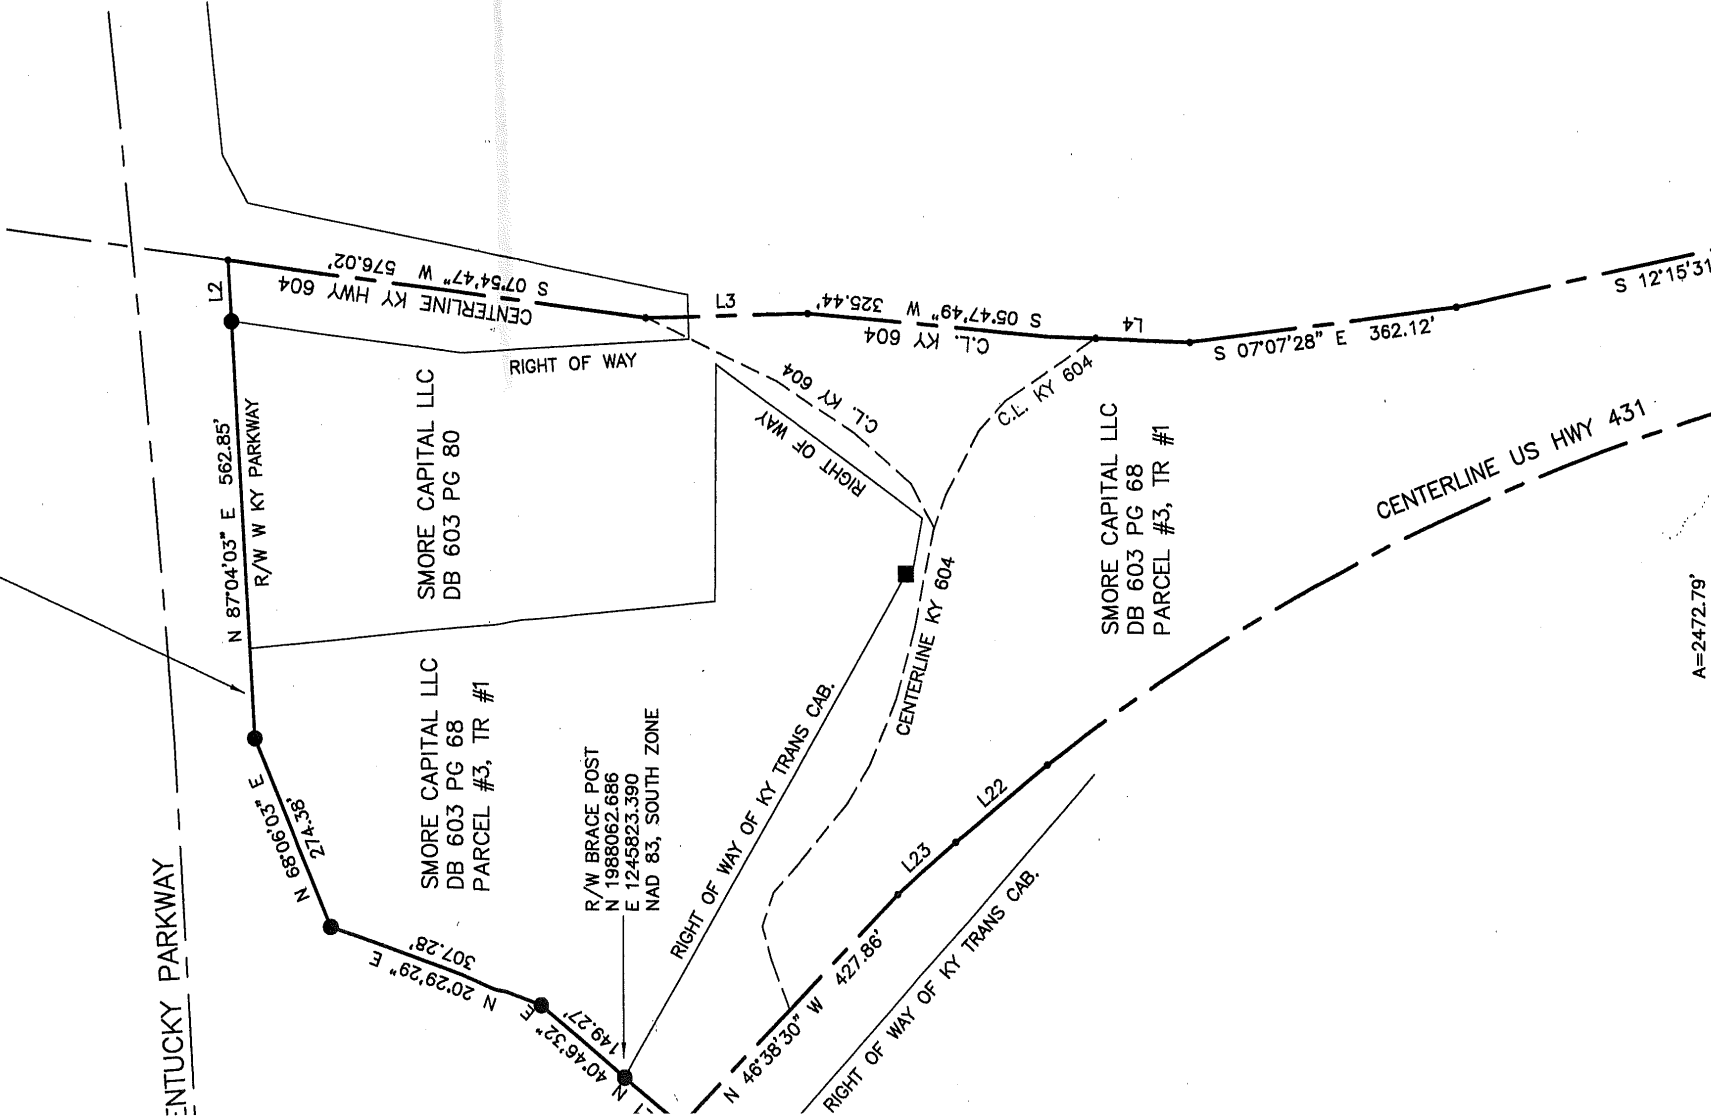 L2
S 07°54'47" W 576.02'
CENTERLINE KY HWY 604
RIGHT OF WAY
L3
S 05°47'49" W 325.44'
C.L. KY 604
L4
S 07°07'28" E 362.12'
S 12°15'31
C.L. KY 604
C.L. KY 604
RIGHT OF WAY
N 87°04'03" E 562.85'
R/W W KY PARKWAY
SMORE CAPITAL LLC
DB 603 PG 80
SMORE CAPITAL LLC
DB 603 PG 68
PARCEL #3, TR #1
CENTERLINE US HWY 431
A=2472.79'
CENTERLINE KY 604
SMORE CAPITAL LLC
DB 603 PG 68
PARCEL #3, TR #1
R/W BRACE POST
N 1988062.686
E 1245823.390
NAD 83, SOUTH ZONE
RIGHT OF WAY OF KY TRANS CAB.
N 68°06'03" E
274.38'
ENTUCKY PARKWAY
N 20°29'29" E
307.28'
N 40°46'32" E
149.27'
L22
L23
N 46°38'30" W 427.86'
RIGHT OF WAY OF KY TRANS CAB.